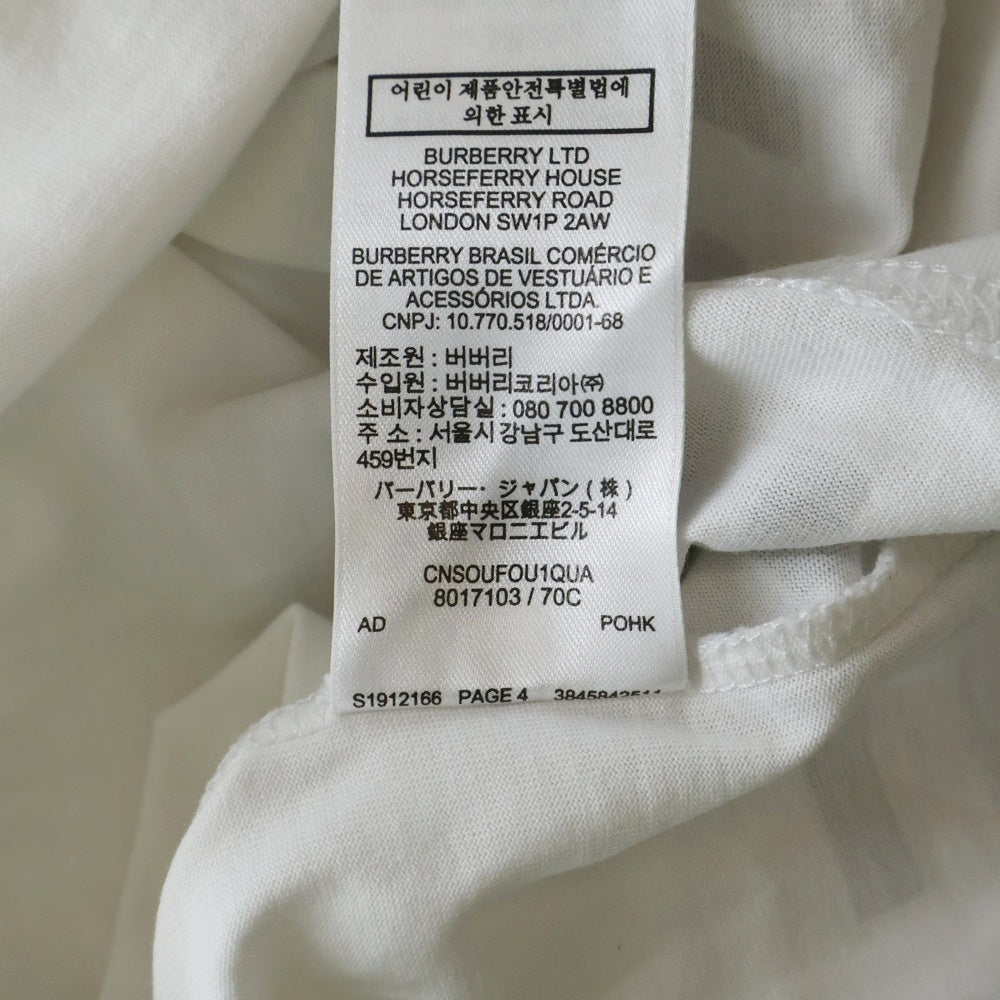 어린이 제품안전특별법에
의한 표시
BURBERRY LTD
HORSEFERRY HOUSE
HORSEFERRY ROAD
LONDON SW1P 2AW
BURBERRY BRASIL COMÉRCIO
DE ARTIGOS DE VESTUÁRIO E
ACESSÓRIOS LTDA.
CNPJ: 10.770.518/0001-68
제조원 : 버버리
수입원 : 버버리코리아㈜
소비자상담실 : 080 700 8800
주 소 : 서울시 강남구 도산대로
459번지
バーバリー・ジャパン(株)
東京都中央区銀座2-5-14
銀座マロニエビル
CNSOUFOU1QUA
8017103 / 70C
AD POHK
S1912166 PAGE 4